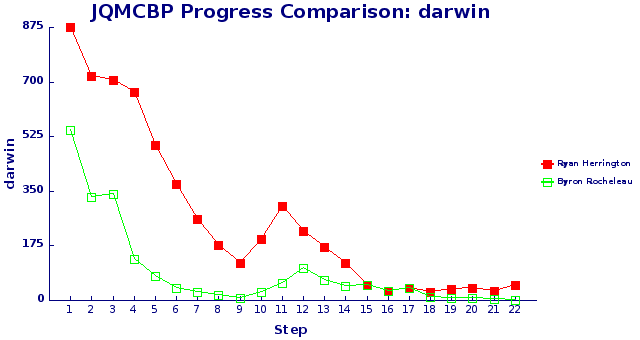 JQMCBP Progress Comparison: darwin
875
700
525
350
175
0
darwin
1 2 3 4 5 6 7 8 9 10 11 12 13 14 15 16 17 18 19 20 21 22
Step
Ryan Herrington
Byron Rocheleau